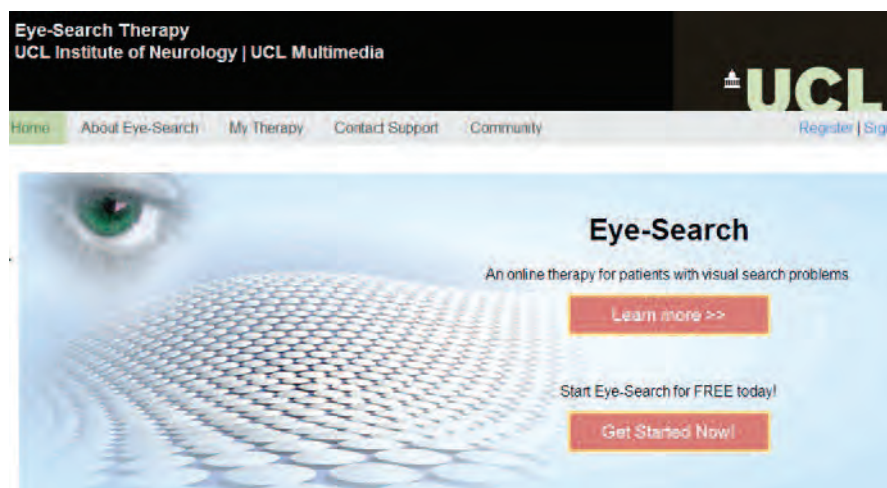 Eye-Search Therapy
UCL Institute of Neurology | UCL Multimedia
UCL
Home About Eye-Search My Therapy Contact Support Community Register | Sig
Eye-Search
An online therapy for patients with visual search problems
Learn more >>
Start Eye-Search for FREE today!
Get Started Now!